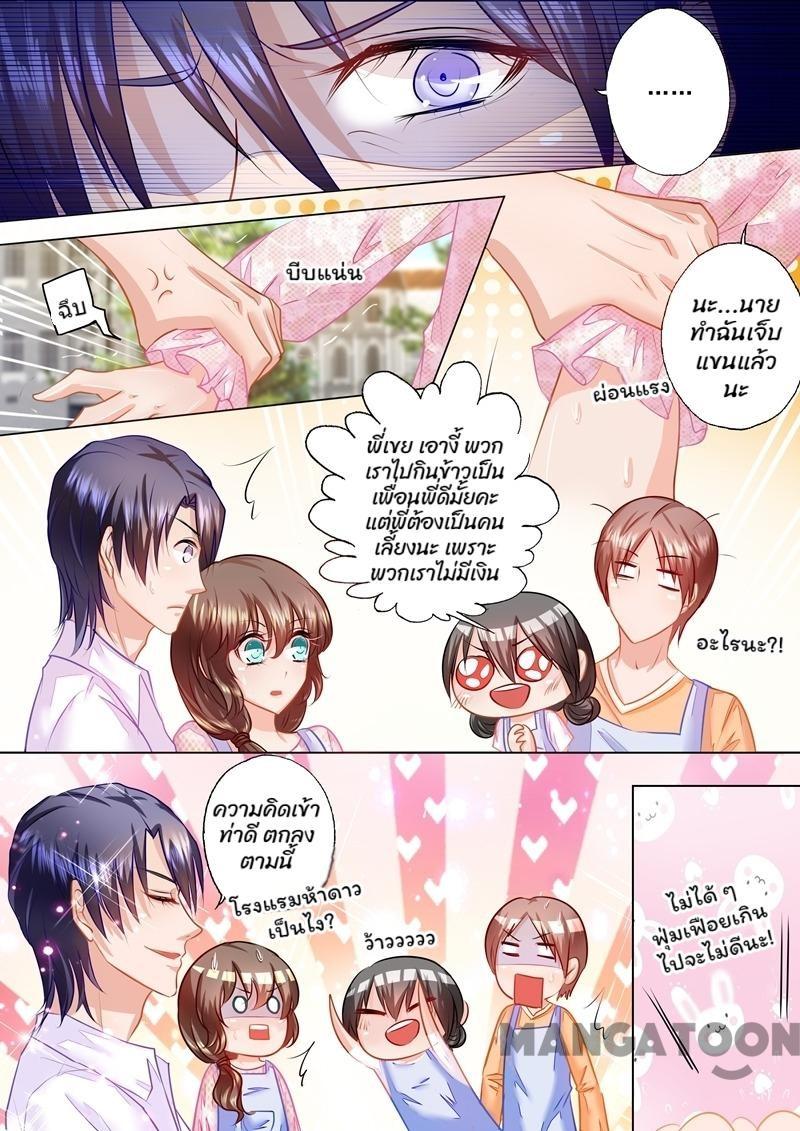 ......
บีบแน่น
ฉึบ
นะ...นาย
ทำฉันเจ็บ
แขนแล้ว
นะ
ผ่อนแรง
พี่เขย เอางี้ พวก
เราไปกินข้าวเป็น
เพื่อนพี่ดีมั้ยคะ
แต่พี่ต้องเป็นคน
เลี้ยงนะ เพราะ
พวกเราไม่มีเงิน
อะไรนะ?!
ความคิดเข้า
ท่าดี ตกลง
ตามนี้
โรงแรมห้าดาว
เป็นไง?
ว้าววววว
ไม่ได้ ๆ
ฟุ่มเฟือยเกิน
ไปจะไม่ดีนะ!
MANGATOON